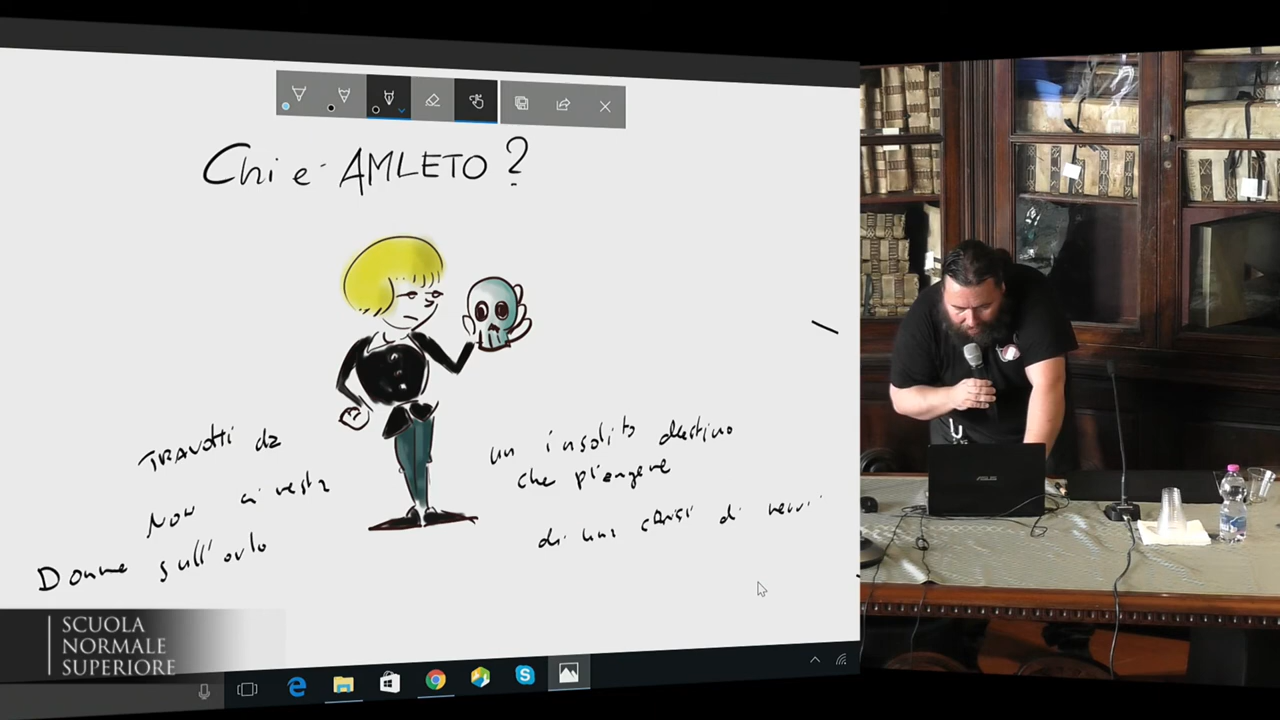 Chi e' AMLETO?
TRAVOLTI da un insolito destino
NON ci resta che piangere
Donne sull'orlo di una crisi di nervi
SCUOLA
NORMALE
SUPERIORE
ASUS